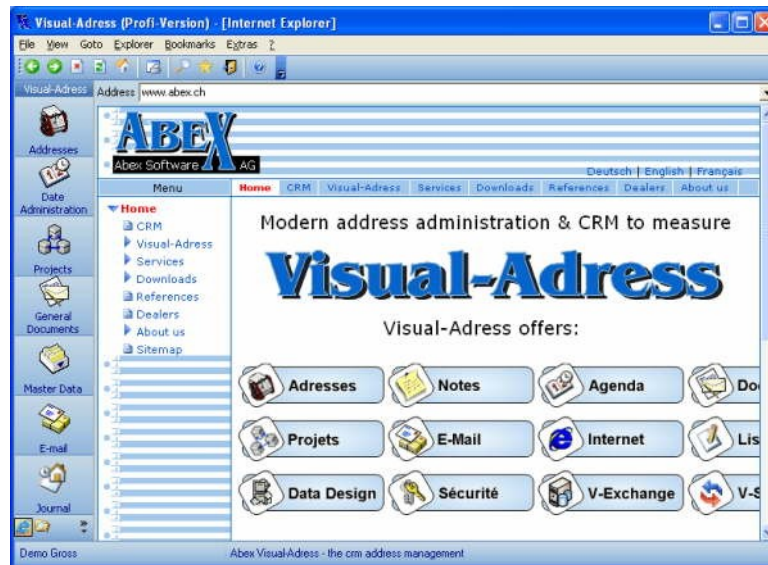 Visual-Adress (Profi-Version) - [Internet Explorer]
File View Goto Explorer Bookmarks Extras ?
Visual-Adress
Address www.abex.ch
Addresses
Date
Administration
Projects
General
Documents
Master Data
E-mail
Journal
ABEX
Abex Software AG
Deutsch | English | Français
Menu
Home CRM Visual-Adress Services Downloads References Dealers About us
Home
CRM
Visual-Adress
Services
Downloads
References
Dealers
About us
Sitemap
Modern address administration & CRM to measure
Visual-Adress
Visual-Adress offers:
Adresses Notes Agenda Do
Projets E-Mail Internet Lis
Data Design Sécurité V-Exchange V-S
Demo Gross Abex Visual-Adress - the crm address management